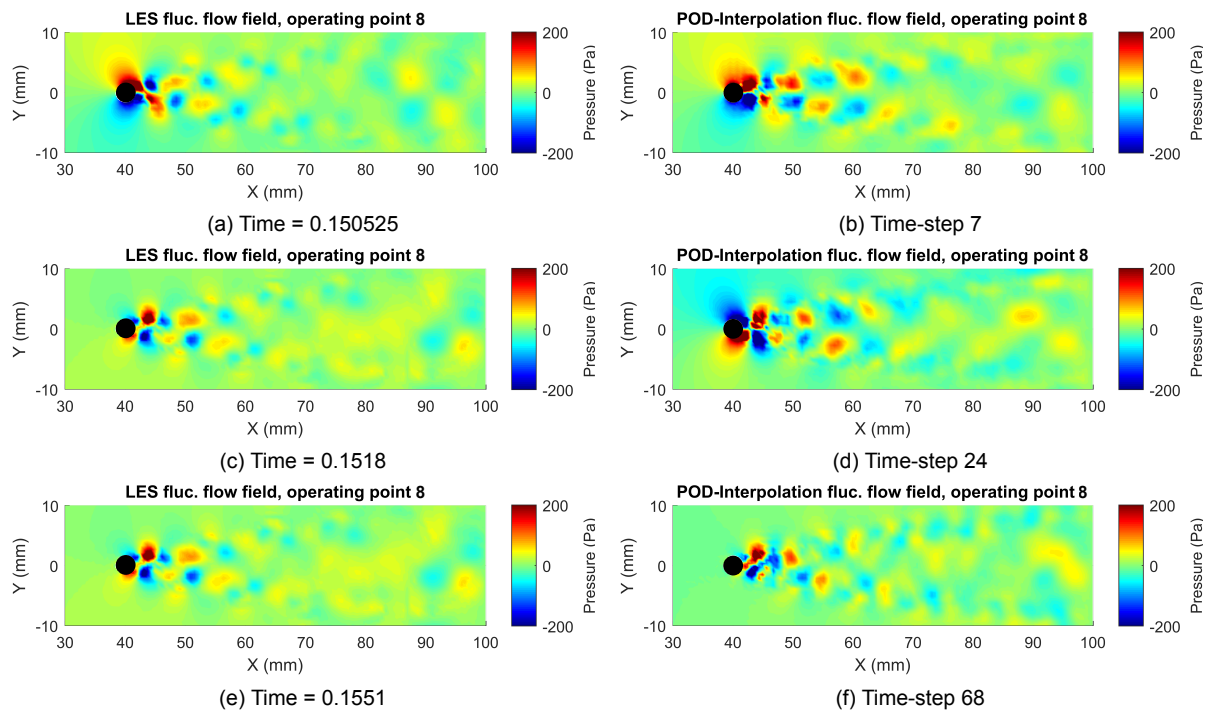 LES fluc. flow field, operating point 8
10
0
-10
Y (mm)
30 40 50 60 70 80 90 100
X (mm)
200
0
-200
Pressure (Pa)
(a) Time = 0.150525
POD-Interpolation fluc. flow field, operating point 8
10
0
-10
Y (mm)
30 40 50 60 70 80 90 100
X (mm)
200
0
-200
Pressure (Pa)
(b) Time-step 7
LES fluc. flow field, operating point 8
10
0
-10
Y (mm)
30 40 50 60 70 80 90 100
X (mm)
200
0
-200
Pressure (Pa)
(c) Time = 0.1518
POD-Interpolation fluc. flow field, operating point 8
10
0
-10
Y (mm)
30 40 50 60 70 80 90 100
X (mm)
200
0
-200
Pressure (Pa)
(d) Time-step 24
LES fluc. flow field, operating point 8
10
0
-10
Y (mm)
30 40 50 60 70 80 90 100
X (mm)
200
0
-200
Pressure (Pa)
(e) Time = 0.1551
POD-Interpolation fluc. flow field, operating point 8
10
0
-10
Y (mm)
30 40 50 60 70 80 90 100
X (mm)
200
0
-200
Pressure (Pa)
(f) Time-step 68